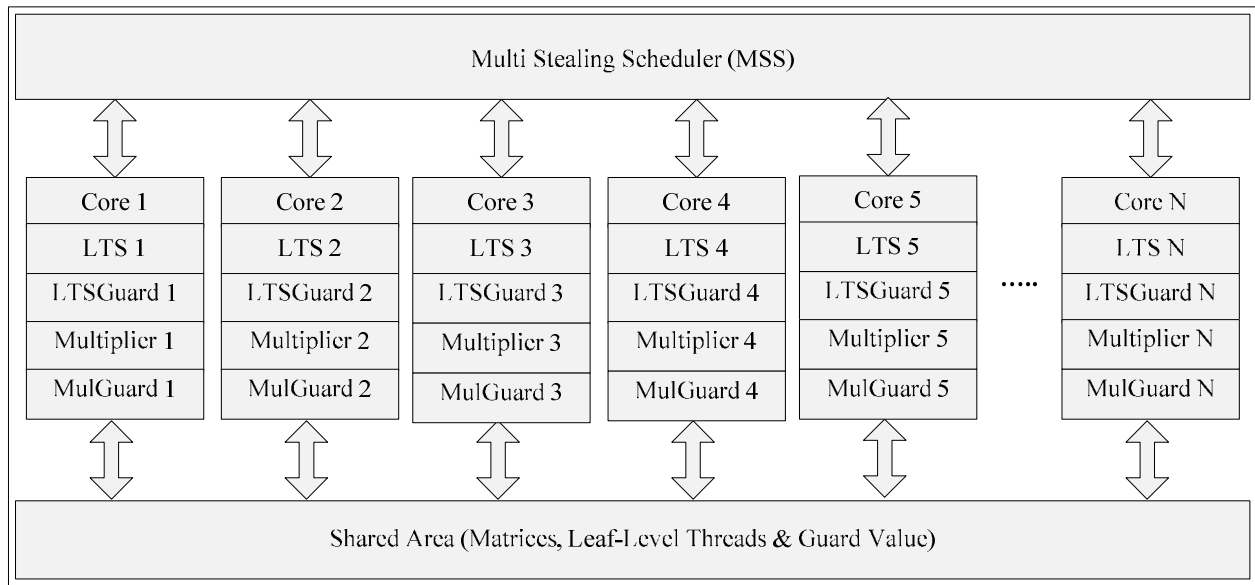 Multi Stealing Scheduler (MSS)
Core 1
LTS 1
LTSGuard 1
Multiplier 1
MulGuard 1
Core 2
LTS 2
LTSGuard 2
Multiplier 2
MulGuard 2
Core 3
LTS 3
LTSGuard 3
Multiplier 3
MulGuard 3
Core 4
LTS 4
LTSGuard 4
Multiplier 4
MulGuard 4
Core 5
LTS 5
LTSGuard 5
Multiplier 5
MulGuard 5
.....
Core N
LTS N
LTSGuard N
Multiplier N
MulGuard N
Shared Area (Matrices, Leaf-Level Threads & Guard Value)